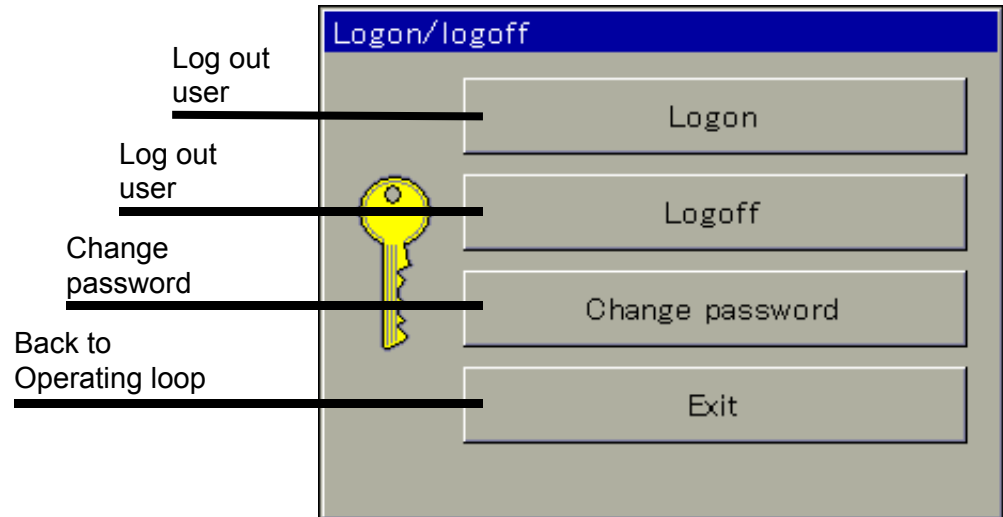 Logon/logoff
Log out
user
Logon
Log out
user
Logoff
Change
password
Change password
Back to
Operating loop
Exit